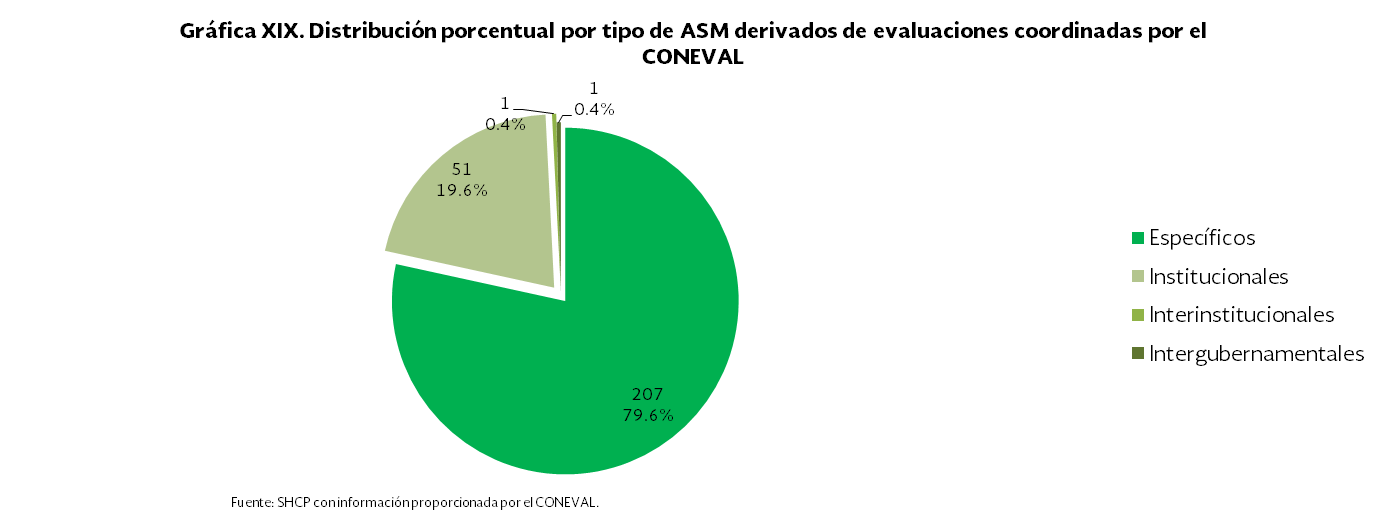 Gráfica XIX. Distribución porcentual por tipo de ASM derivados de evaluaciones coordinadas por el
CONEVAL
1
0.4%
1
0.4%
51
19.6%
207
79.6%
Específicos
Institucionales
Interinstitucionales
Intergubernamentales
Fuente: SHCP con información proporcionada por el CONEVAL.